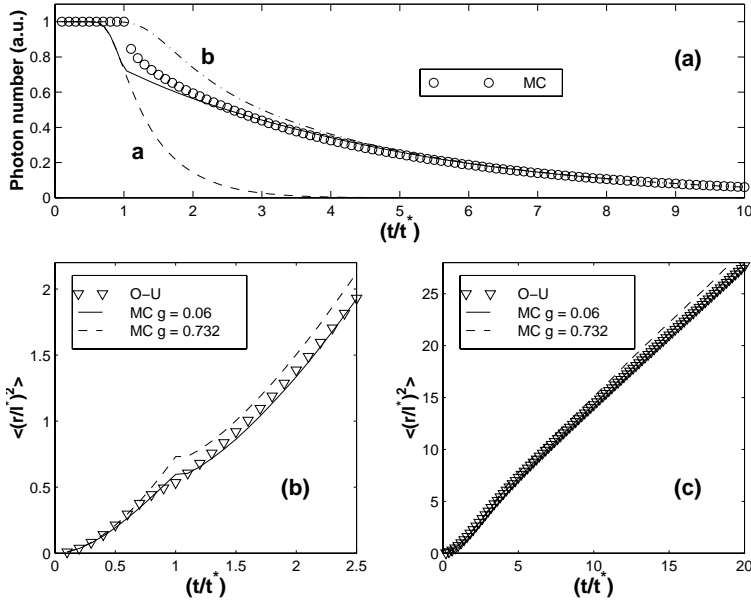 Photon number (a.u.)
1
0.8
0.6
0.4
0.2
0
b
a
(a)
MC
0 1 2 3 4 5 6 7 8 9 10
(t/t*)
<(r/l*)²>
2
1.5
1
0.5
0
O–U
MC g = 0.06
MC g = 0.732
(b)
0 0.5 1 1.5 2 2.5
(t/t*)
<(r/l*)²>
25
20
15
10
5
0
O–U
MC g = 0.06
MC g = 0.732
(c)
0 5 10 15 20
(t/t*)